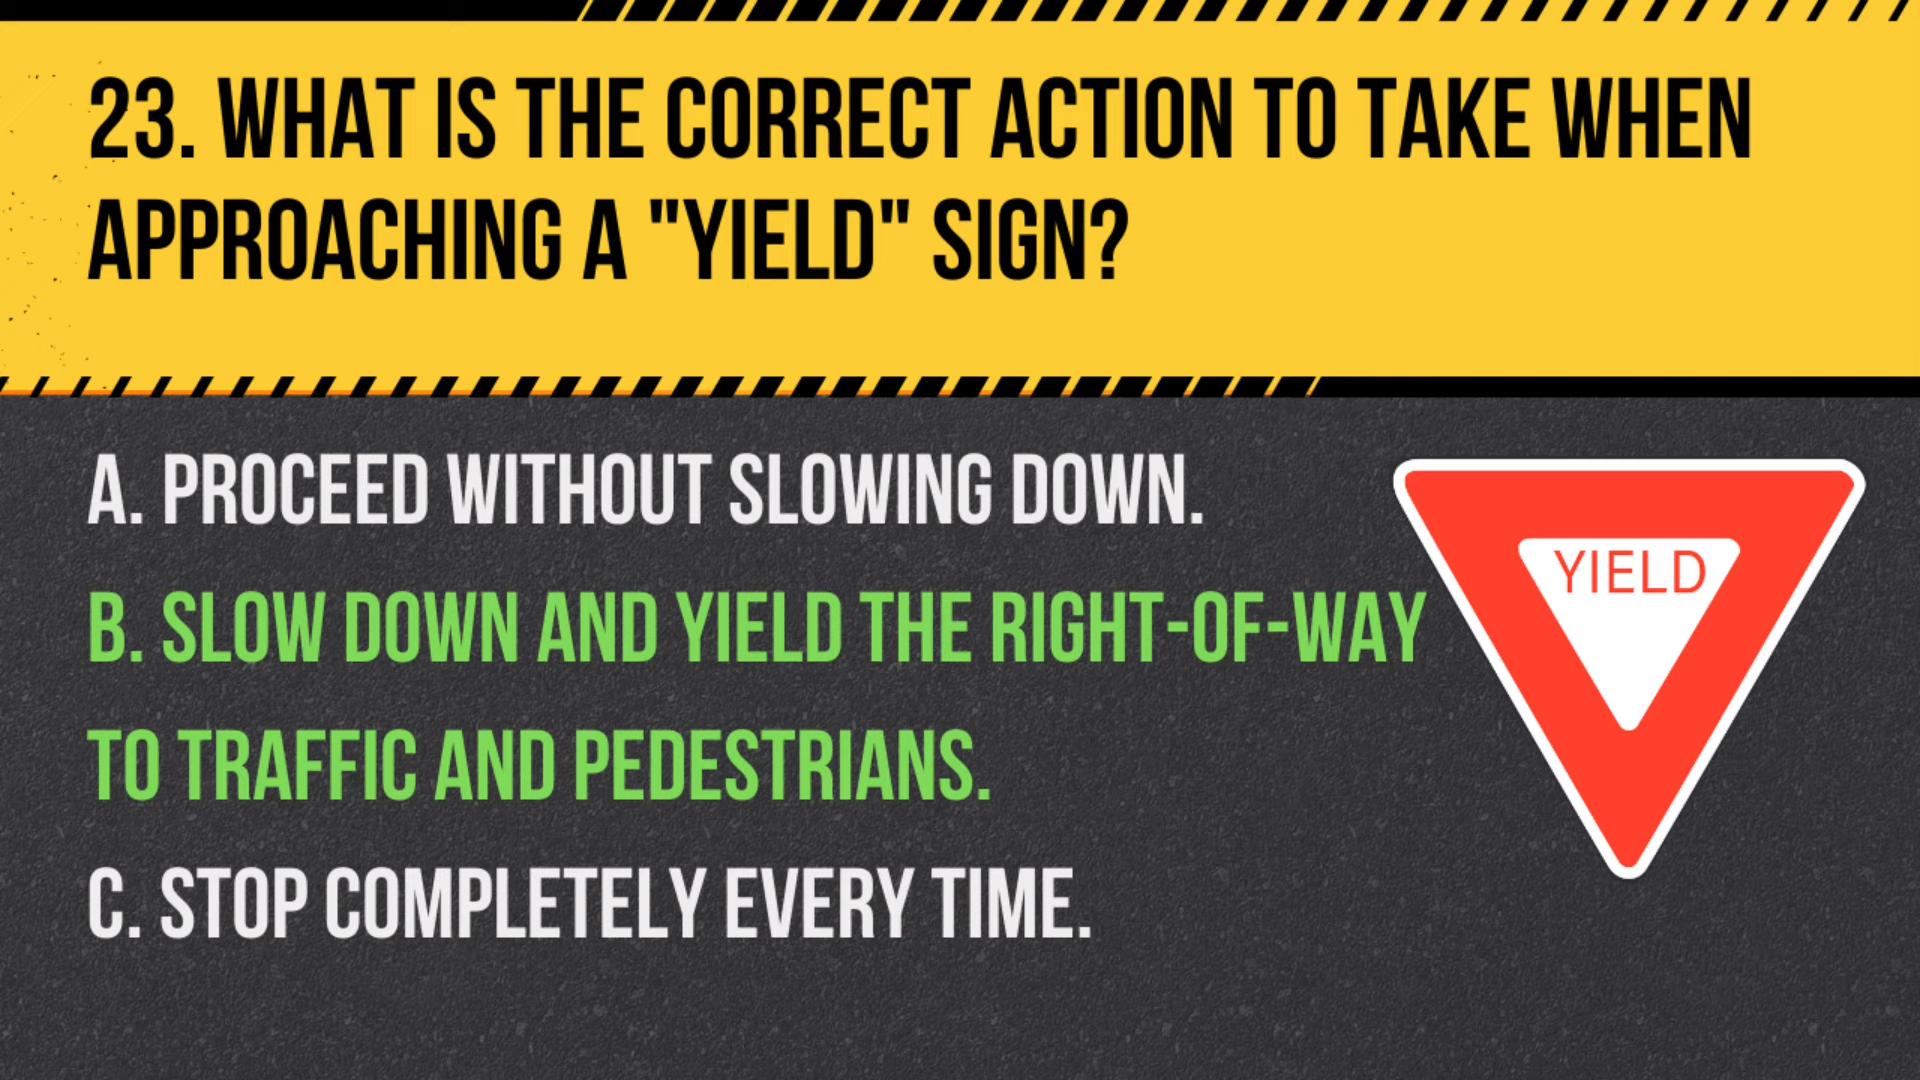 23. WHAT IS THE CORRECT ACTION TO TAKE WHEN
APPROACHING A "YIELD" SIGN?
A. PROCEED WITHOUT SLOWING DOWN.
B. SLOW DOWN AND YIELD THE RIGHT-OF-WAY
TO TRAFFIC AND PEDESTRIANS.
C. STOP COMPLETELY EVERY TIME.
YIELD